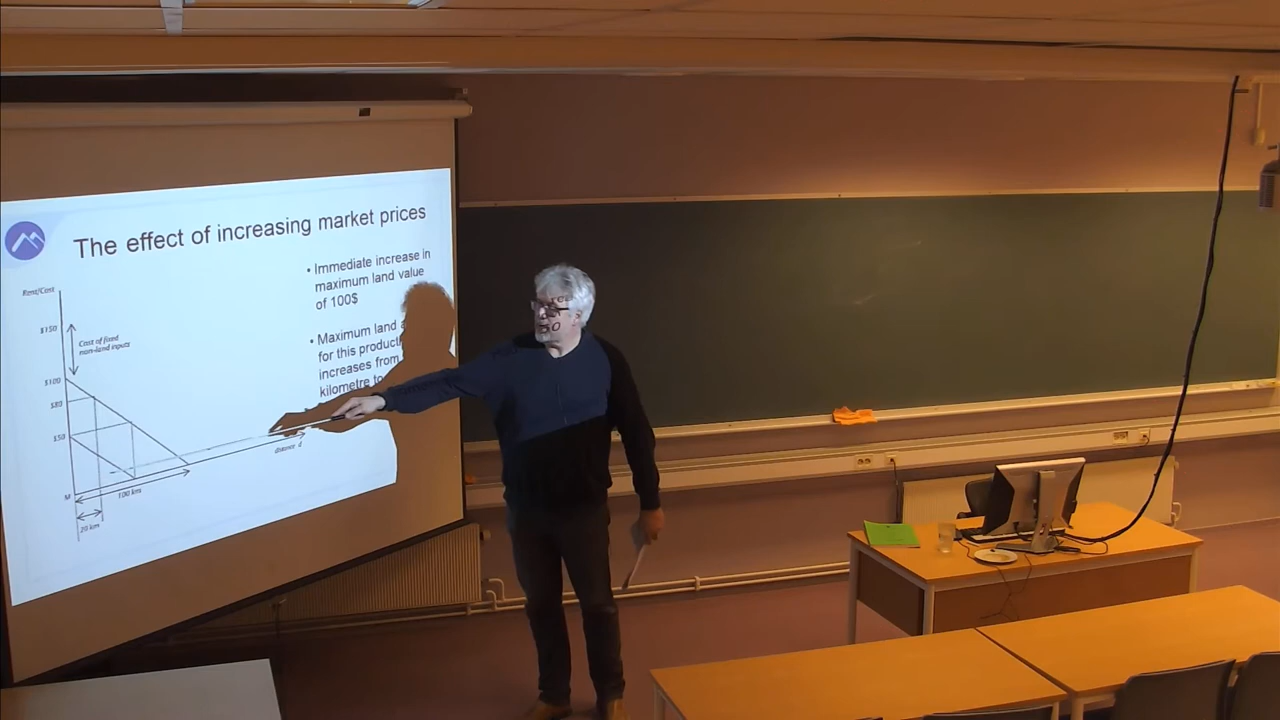 The effect of increasing market prices
• Immediate increase in
maximum land value
of 100$
• Maximum land
for this product
increases from
kilometre to
Rent/Cost
$150
Cost of fixed
non-land inputs
$100
$80
$50
M
100 km
20 km
distance d